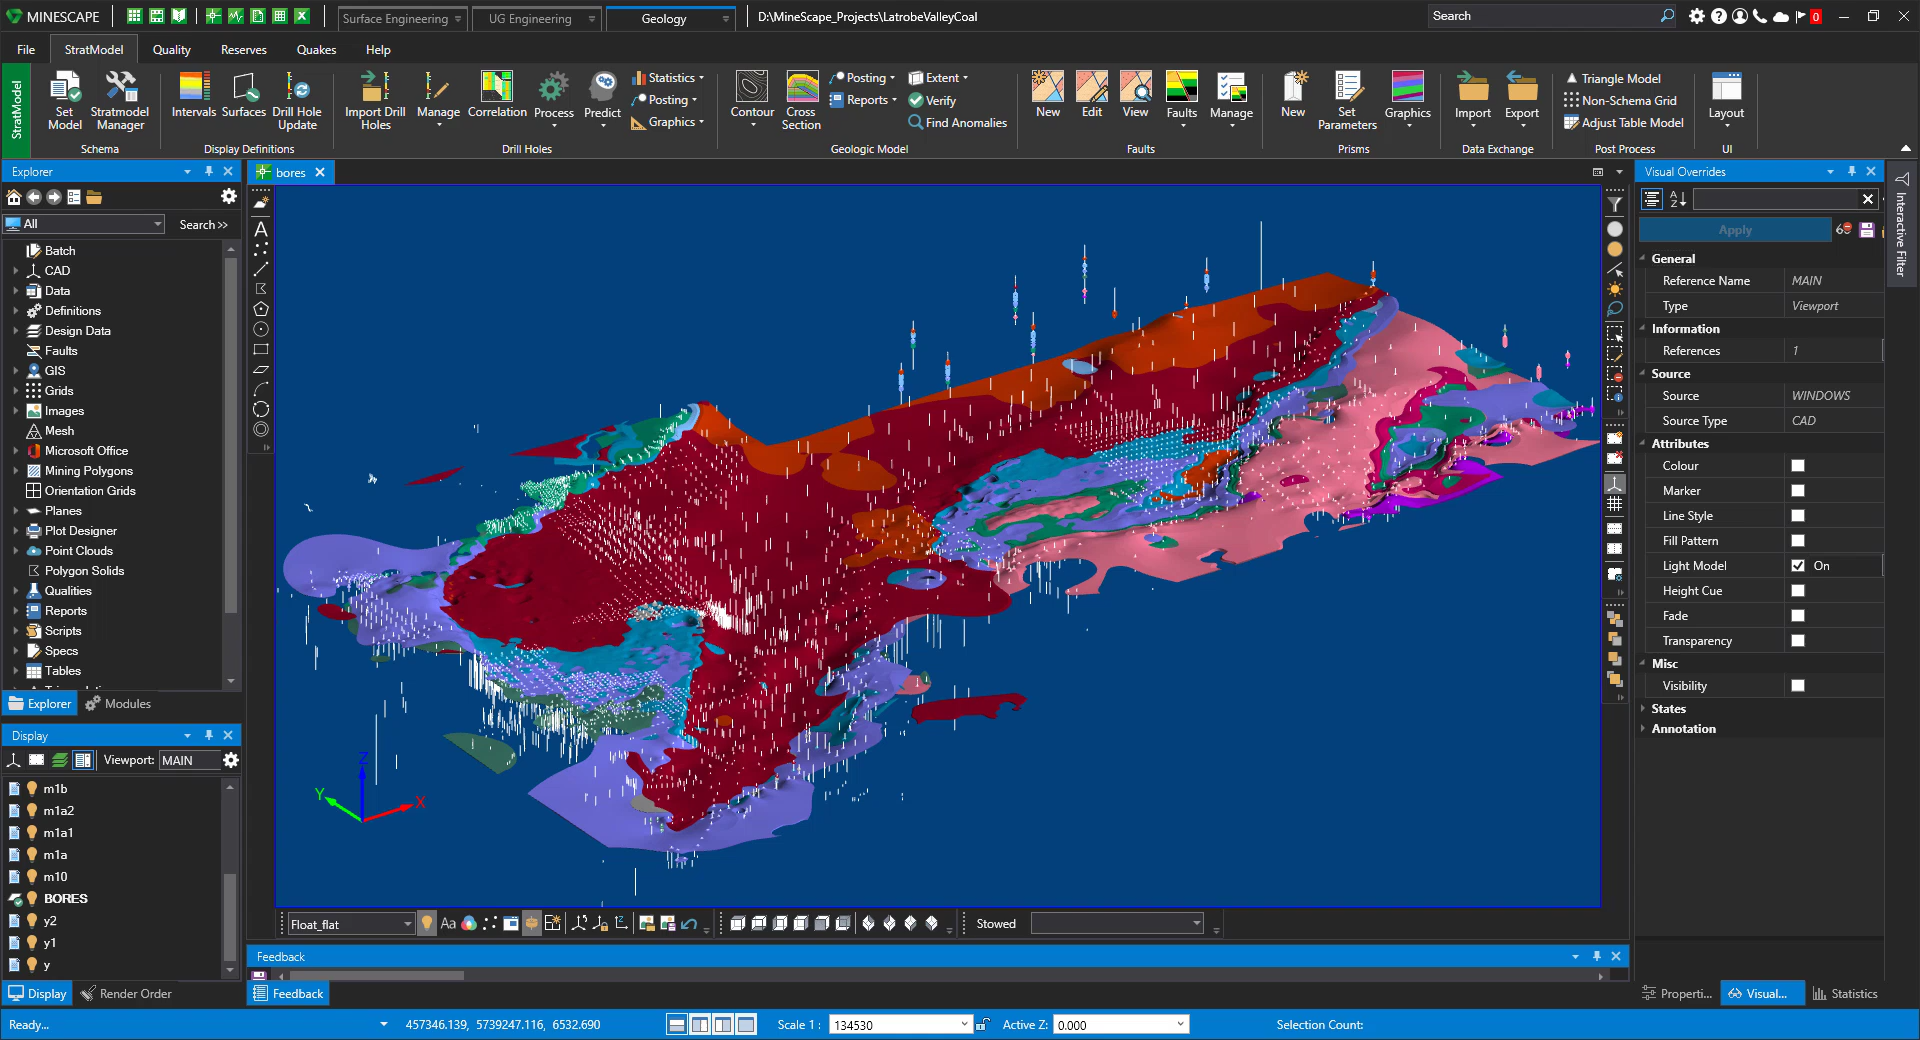 MINESCAPE
Surface Engineering
UG Engineering
Geology
D:\MineScape_Projects\LatrobeValleyCoal
Search
0
File
StratModel
Quality
Reserves
Quakes
Help
StratModel
Set Model
Stratmodel Manager
Schema
Intervals
Surfaces
Drill Hole Update
Display Definitions
Import Drill Holes
Manage
Correlation
Process
Predict
Statistics
Posting
Graphics
Drill Holes
Contour
Cross Section
Posting
Reports
Extent
Verify
Find Anomalies
Geologic Model
New
Edit
View
Faults
Manage
Faults
New
Set Parameters
Graphics
Prisms
Import
Export
Data Exchange
Triangle Model
Non-Schema Grid
Adjust Table Model
Post Process
Layout
UI
Explorer
All
Search >>
Batch
CAD
Data
Definitions
Design Data
Faults
GIS
Grids
Images
Mesh
Microsoft Office
Mining Polygons
Orientation Grids
Planes
Plot Designer
Point Clouds
Polygon Solids
Qualities
Reports
Scripts
Specs
Tables
Explorer
Modules
Display
Viewport: MAIN
m1b
m1a2
m1a1
m1a
m10
BORES
y2
y1
y
Display
Render Order
bores
Z
Y
X
Float_flat
Aa
Stowed
Feedback
Feedback
Visual Overrides
Apply
General
Reference Name MAIN
Type Viewport
Information
References 1
Source
Source WINDOWS
Source Type CAD
Attributes
Colour
Marker
Line Style
Fill Pattern
Light Model On
Height Cue
Fade
Transparency
Misc
Visibility
States
Annotation
Interactive Filter
Properti...
Visual...
Statistics
Ready...
457346.139, 5739247.116, 6532.690
Scale 1 : 134530
Active Z: 0.000
Selection Count: